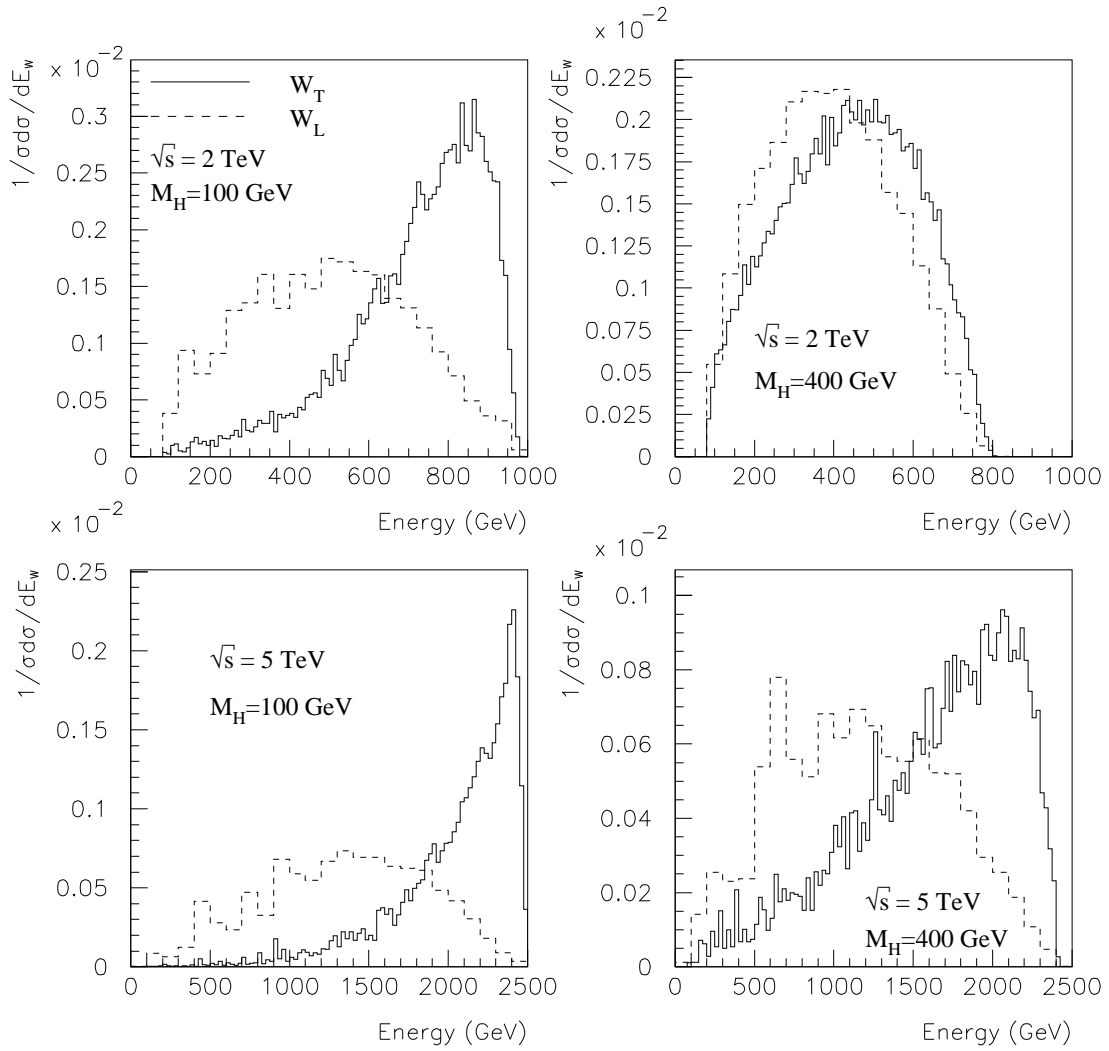 x 10⁻²
1/σdσ/dE_w
0.3
0.25
0.2
0.15
0.1
0.05
0
W_T
W_L
√s = 2 TeV
M_H=100 GeV
0 200 400 600 800 1000
Energy (GeV)
x 10⁻²
1/σdσ/dE_w
0.225
0.2
0.175
0.15
0.125
0.1
0.075
0.05
0.025
0
√s = 2 TeV
M_H=400 GeV
0 200 400 600 800 1000
Energy (GeV)
x 10⁻²
1/σdσ/dE_w
0.25
0.2
0.15
0.1
0.05
0
√s = 5 TeV
M_H=100 GeV
0 500 1000 1500 2000 2500
Energy (GeV)
x 10⁻²
1/σdσ/dE_w
0.1
0.08
0.06
0.04
0.02
0
√s = 5 TeV
M_H=400 GeV
0 500 1000 1500 2000 2500
Energy (GeV)